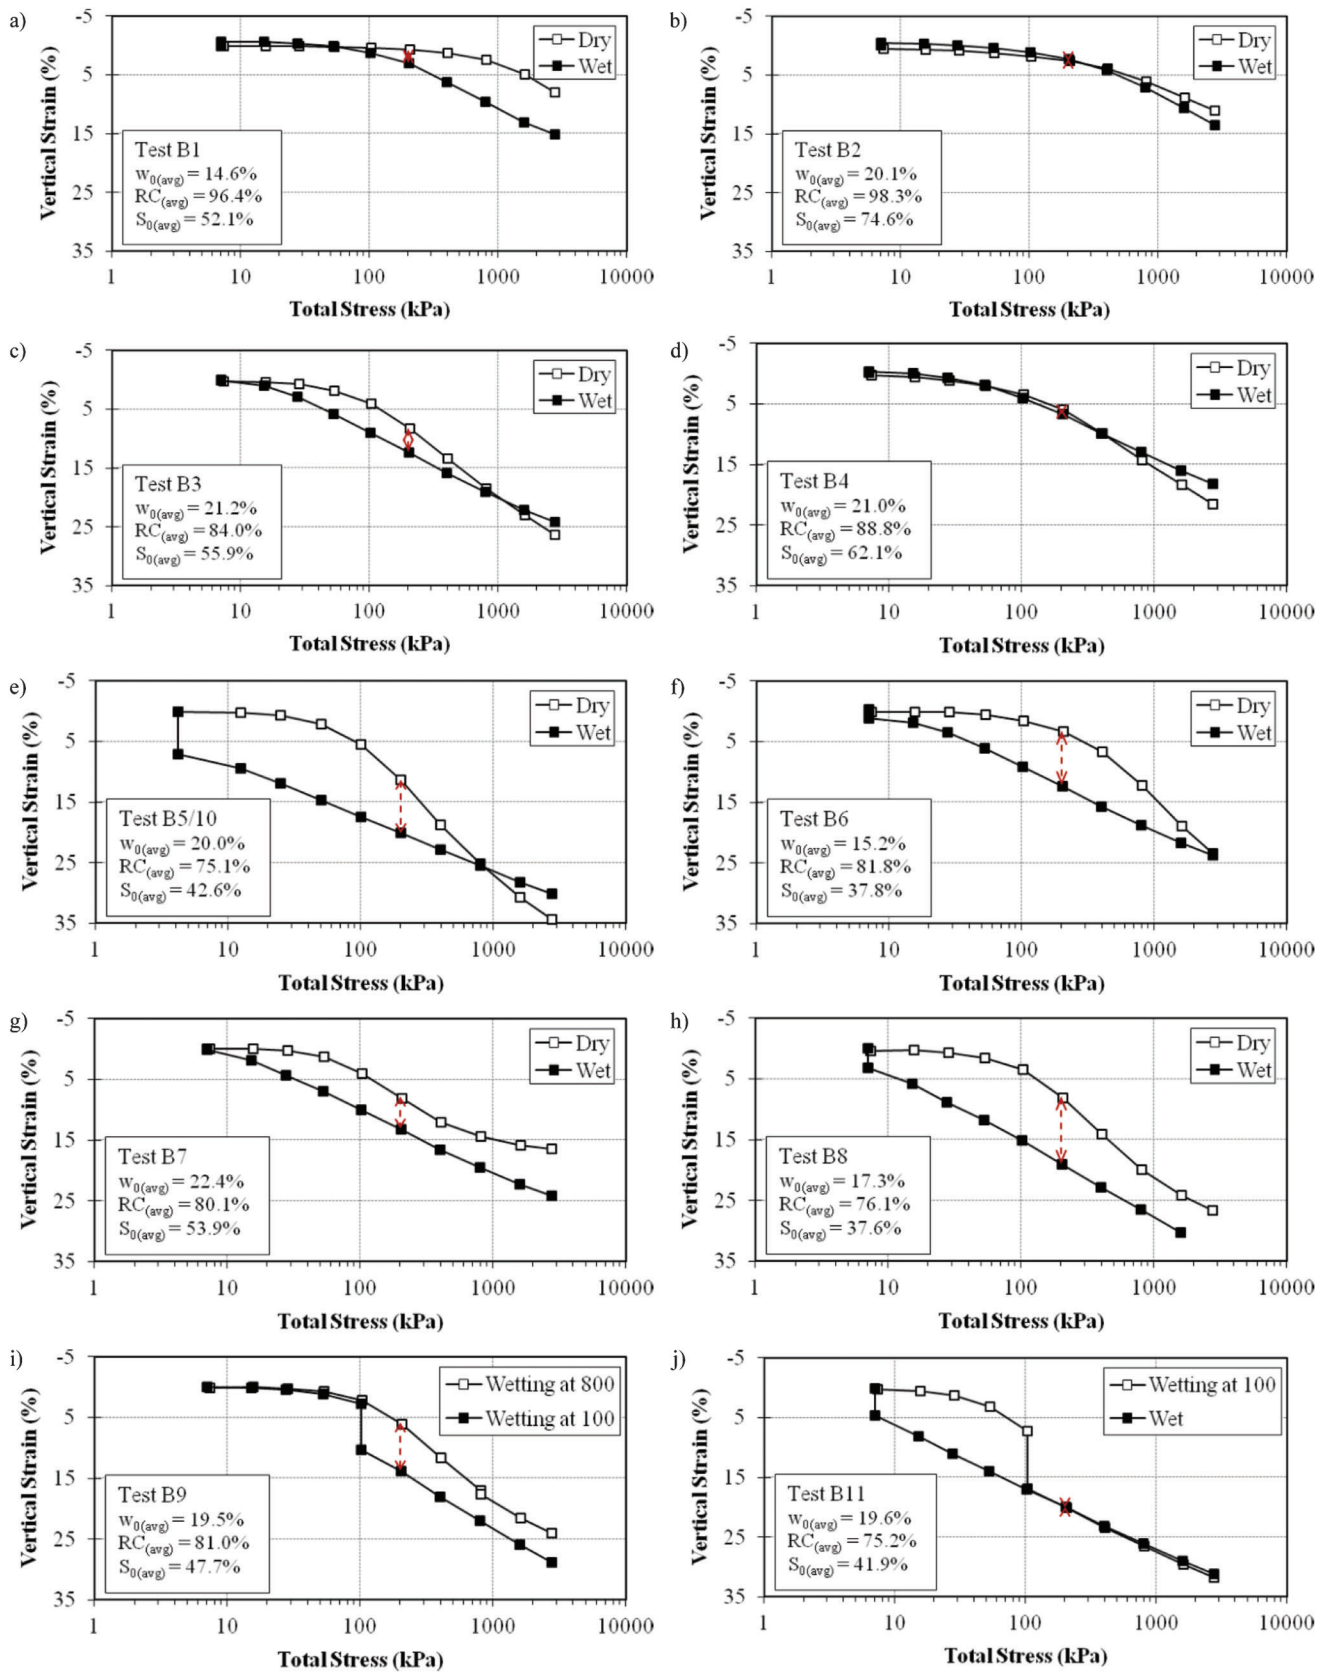 a)
-5
5
15
25
35
Vertical Strain (%)
Dry
Wet
Test B1
w0(avg) = 14.6%
RC(avg) = 96.4%
S0(avg) = 52.1%
1 10 100 1000 10000
Total Stress (kPa)
b)
-5
5
15
25
35
Vertical Strain (%)
Dry
Wet
Test B2
w0(avg) = 20.1%
RC(avg) = 98.3%
S0(avg) = 74.6%
1 10 100 1000 10000
Total Stress (kPa)
c)
-5
5
15
25
35
Vertical Strain (%)
Dry
Wet
Test B3
w0(avg) = 21.2%
RC(avg) = 84.0%
S0(avg) = 55.9%
1 10 100 1000 10000
Total Stress (kPa)
d)
-5
5
15
25
35
Vertical Strain (%)
Dry
Wet
Test B4
w0(avg) = 21.0%
RC(avg) = 88.8%
S0(avg) = 62.1%
1 10 100 1000 10000
Total Stress (kPa)
e)
-5
5
15
25
35
Vertical Strain (%)
Dry
Wet
Test B5/10
w0(avg) = 20.0%
RC(avg) = 75.1%
S0(avg) = 42.6%
1 10 100 1000 10000
Total Stress (kPa)
f)
-5
5
15
25
35
Vertical Strain (%)
Dry
Wet
Test B6
w0(avg) = 15.2%
RC(avg) = 81.8%
S0(avg) = 37.8%
1 10 100 1000 10000
Total Stress (kPa)
g)
-5
5
15
25
35
Vertical Strain (%)
Dry
Wet
Test B7
w0(avg) = 22.4%
RC(avg) = 80.1%
S0(avg) = 53.9%
1 10 100 1000 10000
Total Stress (kPa)
h)
-5
5
15
25
35
Vertical Strain (%)
Dry
Wet
Test B8
w0(avg) = 17.3%
RC(avg) = 76.1%
S0(avg) = 37.6%
1 10 100 1000 10000
Total Stress (kPa)
i)
-5
5
15
25
35
Vertical Strain (%)
Wetting at 800
Wetting at 100
Test B9
w0(avg) = 19.5%
RC(avg) = 81.0%
S0(avg) = 47.7%
1 10 100 1000 10000
Total Stress (kPa)
j)
-5
5
15
25
35
Vertical Strain (%)
Wetting at 100
Wet
Test B11
w0(avg) = 19.6%
RC(avg) = 75.2%
S0(avg) = 41.9%
1 10 100 1000 10000
Total Stress (kPa)